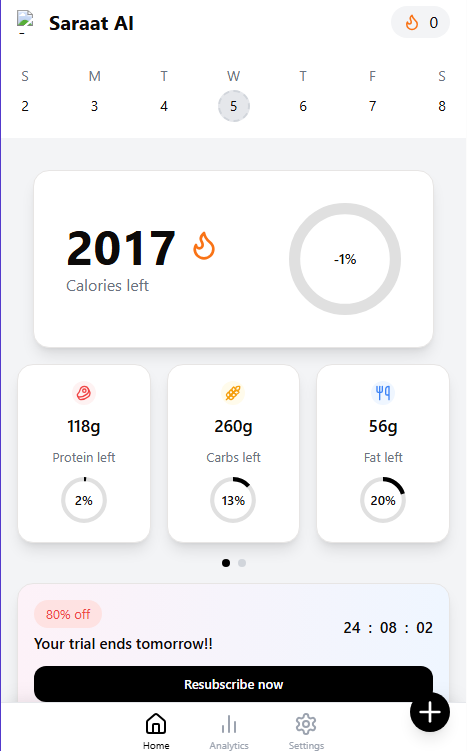 Saraat AI
0
S M T W T F S
2 3 4 5 6 7 8
2017
Calories left
-1%
118g
Protein left
2%
260g
Carbs left
13%
56g
Fat left
20%
80% off
Your trial ends tomorrow!!
24 : 08 : 02
Resubscribe now
Home
Analytics
Settings